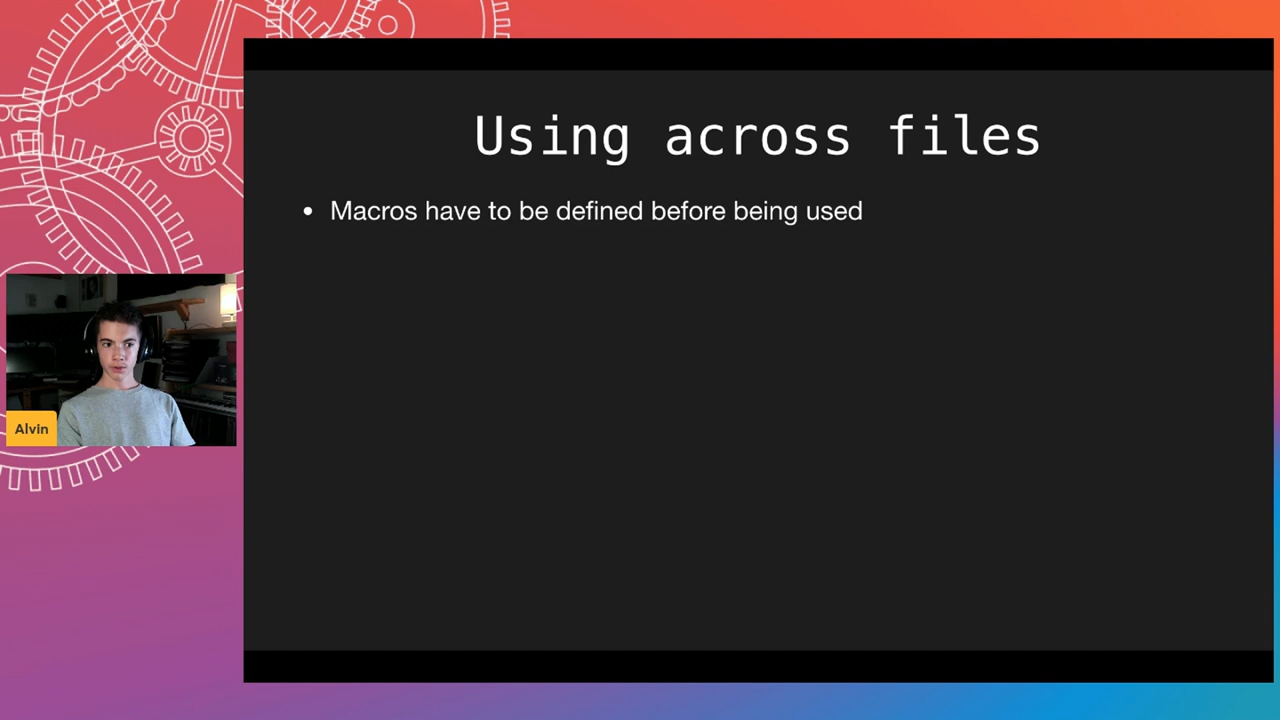 Using across files
• Macros have to be defined before being used
Alvin